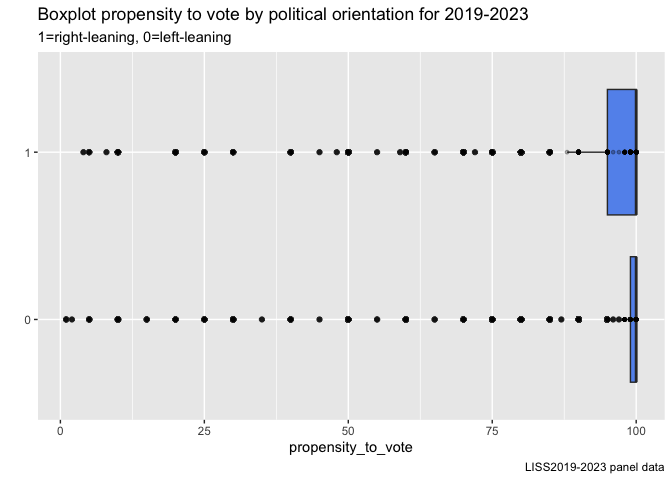 Boxplot propensity to vote by political orientation for 2019-2023
1=right-leaning, 0=left-leaning
1
0
0 25 50 75 100
propensity_to_vote
LISS2019-2023 panel data